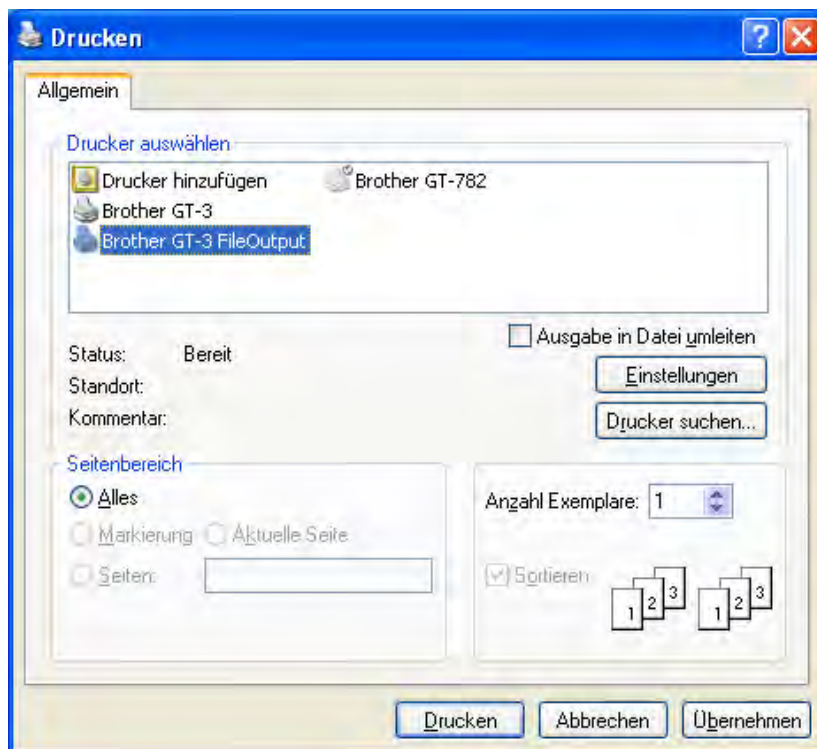 Drucken
Allgemein
Drucker auswählen
Drucker hinzufügen
Brother GT-782
Brother GT-3
Brother GT-3 FileOutput
Ausgabe in Datei umleiten
Status: Bereit
Einstellungen
Standort:
Kommentar:
Drucker suchen...
Seitenbereich
Alles
Anzahl Exemplare: 1
Markierung Aktuelle Seite
Seiten:
Sortieren
1 2 3 1 2 3
Drucken Abbrechen Übernehmen